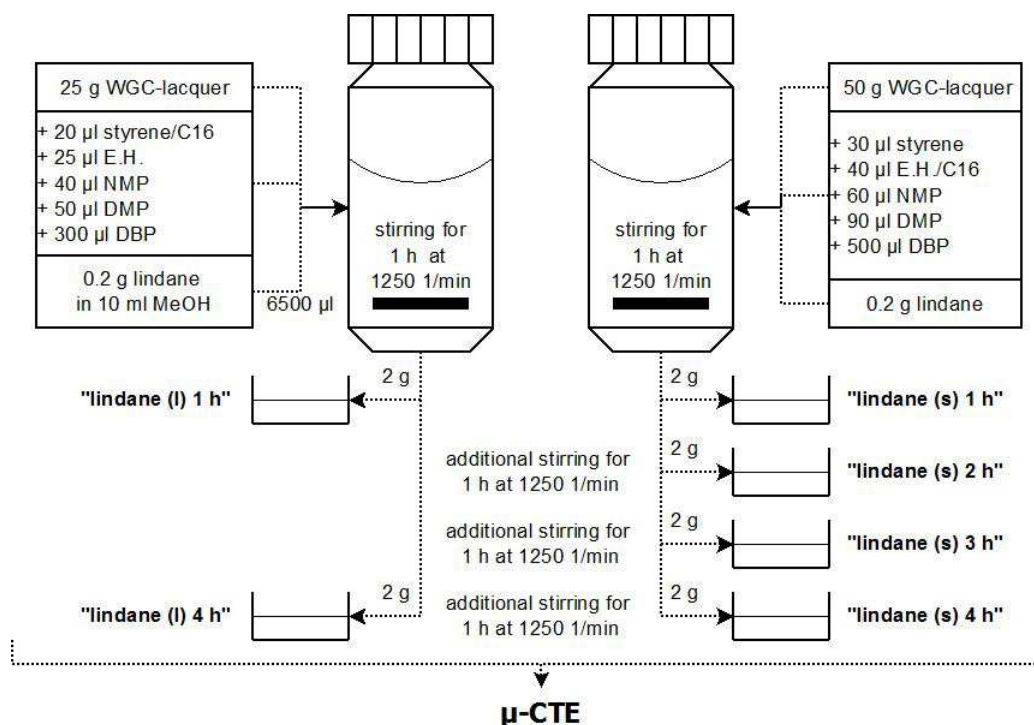 25 g WGC-lacquer
+ 20 µl styrene/C16
+ 25 µl E.H.
+ 40 µl NMP
+ 50 µl DMP
+ 300 µl DBP
0.2 g lindane
in 10 ml MeOH
6500 µl
stirring for
1 h at
1250 1/min
stirring for
1 h at
1250 1/min
50 g WGC-lacquer
+ 30 µl styrene
+ 40 µl E.H./C16
+ 60 µl NMP
+ 90 µl DMP
+ 500 µl DBP
0.2 g lindane
2 g
"lindane (l) 1 h"
2 g
"lindane (s) 1 h"
additional stirring for
1 h at 1250 1/min
2 g
"lindane (s) 2 h"
additional stirring for
1 h at 1250 1/min
2 g
"lindane (s) 3 h"
"lindane (l) 4 h"
2 g
additional stirring for
1 h at 1250 1/min
2 g
"lindane (s) 4 h"
µ-CTE